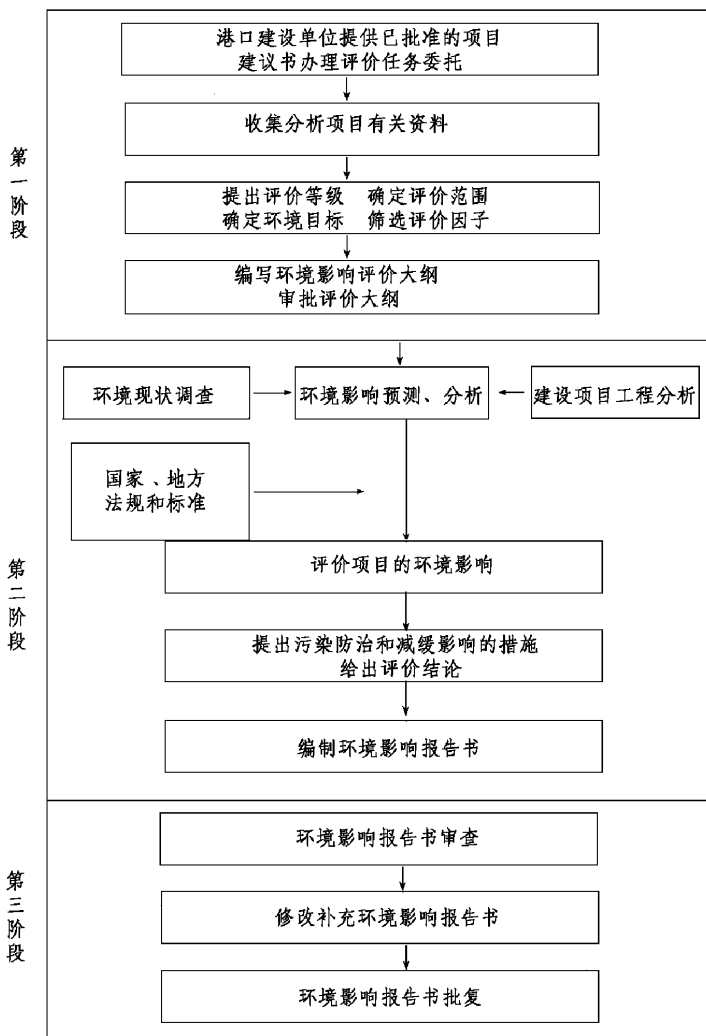 第一阶段
港口建设单位提供已批准的项目
建议书办理评价任务委托
收集分析项目有关资料
提出评价等级 确定评价范围
确定环境目标 筛选评价因子
编写环境影响评价大纲
审批评价大纲
第二阶段
环境现状调查
环境影响预测、分析
建设项目工程分析
国家、地方
法规和标准
评价项目的环境影响
提出污染防治和减缓影响的措施
给出评价结论
编制环境影响报告书
第三阶段
环境影响报告书审查
修改补充环境影响报告书
环境影响报告书批复